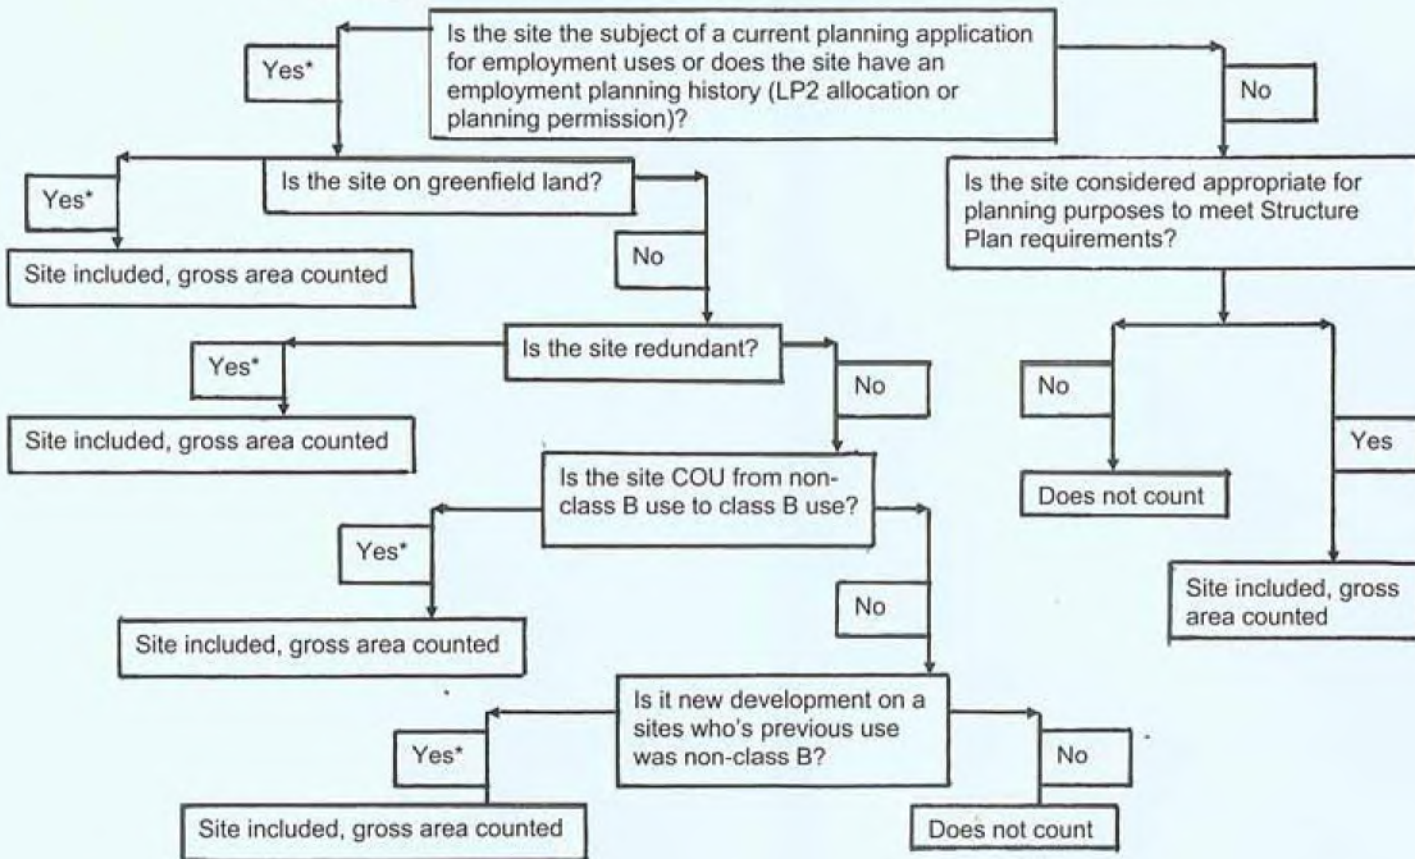 Is the site the subject of a current planning application
for employment uses or does the site have an
employment planning history (LP2 allocation or
planning permission)?
Yes*
No
Is the site on greenfield land?
Yes*
Is the site considered appropriate for
planning purposes to meet Structure
Plan requirements?
Site included, gross area counted
No
Is the site redundant?
Yes*
No
No
Yes
Site included, gross area counted
Is the site COU from non-
class B use to class B use?
Does not count
Yes*
No
Site included, gross
area counted
Site included, gross area counted
Is it new development on a
sites who's previous use
was non-class B?
Yes*
No
Site included, gross area counted
Does not count